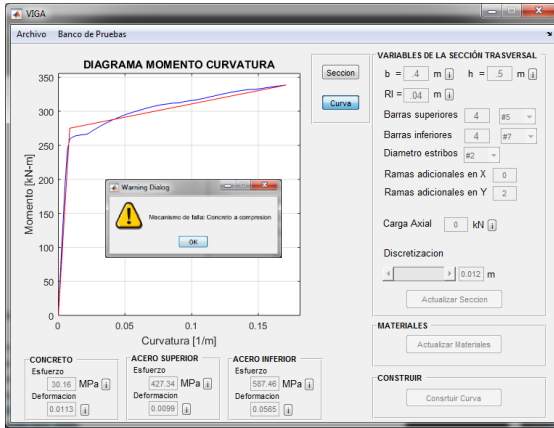 VIGA
Archivo Banco de Pruebas
DIAGRAMA MOMENTO CURVATURA
350
300
250
200
150
100
50
0
Momento [kN-m]
0 0.05 0.1 0.15
Curvatura [1/m]
Warning Dialog
Mecanismo de falla: Concreto a compresion
OK
Seccion
Curva
VARIABLES DE LA SECCIÓN TRASVERSAL
b = .4 m i h = .5 m i
RI = .04 m i
Barras superiores 4 #5
Barras inferiores 4 #7
Diametro estribos #2
Ramas adicionales en X 0
Ramas adicionales en Y 2
Carga Axial 0 kN i
Discretizacion
0.012 m
Actualizar Seccion
MATERIALES
Actualizar Materiales
CONSTRUIR
Consrtuir Curva
CONCRETO
Esfuerzo
30.16 MPa i
Deformacion
0.0113 i
ACERO SUPERIOR
Esfuerzo
427.34 MPa i
Deformacion
0.0099 i
ACERO INFERIOR
Esfuerzo
587.46 MPa i
Deformacion
0.0565 i